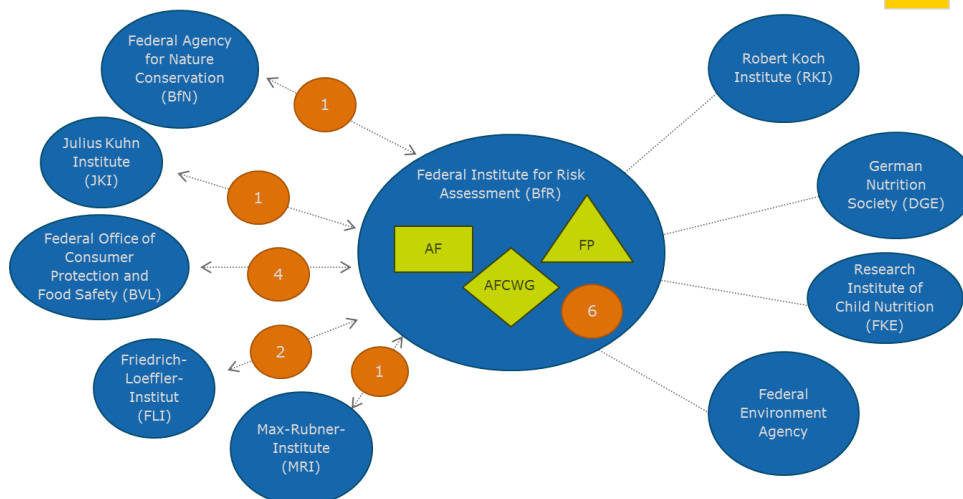 Federal Agency
for Nature
Conservation
(BfN)
1
Julius Kuhn
Institute
(JKI)
1
Federal Office of
Consumer
Protection and
Food Safety (BVL)
4
Friedrich-
Loeffler-
Institut
(FLI)
2
Max-Rubner-
Institute
(MRI)
1
Federal Institute for Risk
Assessment (BfR)
AF
FP
AFCWG
6
Robert Koch
Institute (RKI)
German
Nutrition
Society (DGE)
Research
Institute of
Child Nutrition
(FKE)
Federal
Environment
Agency